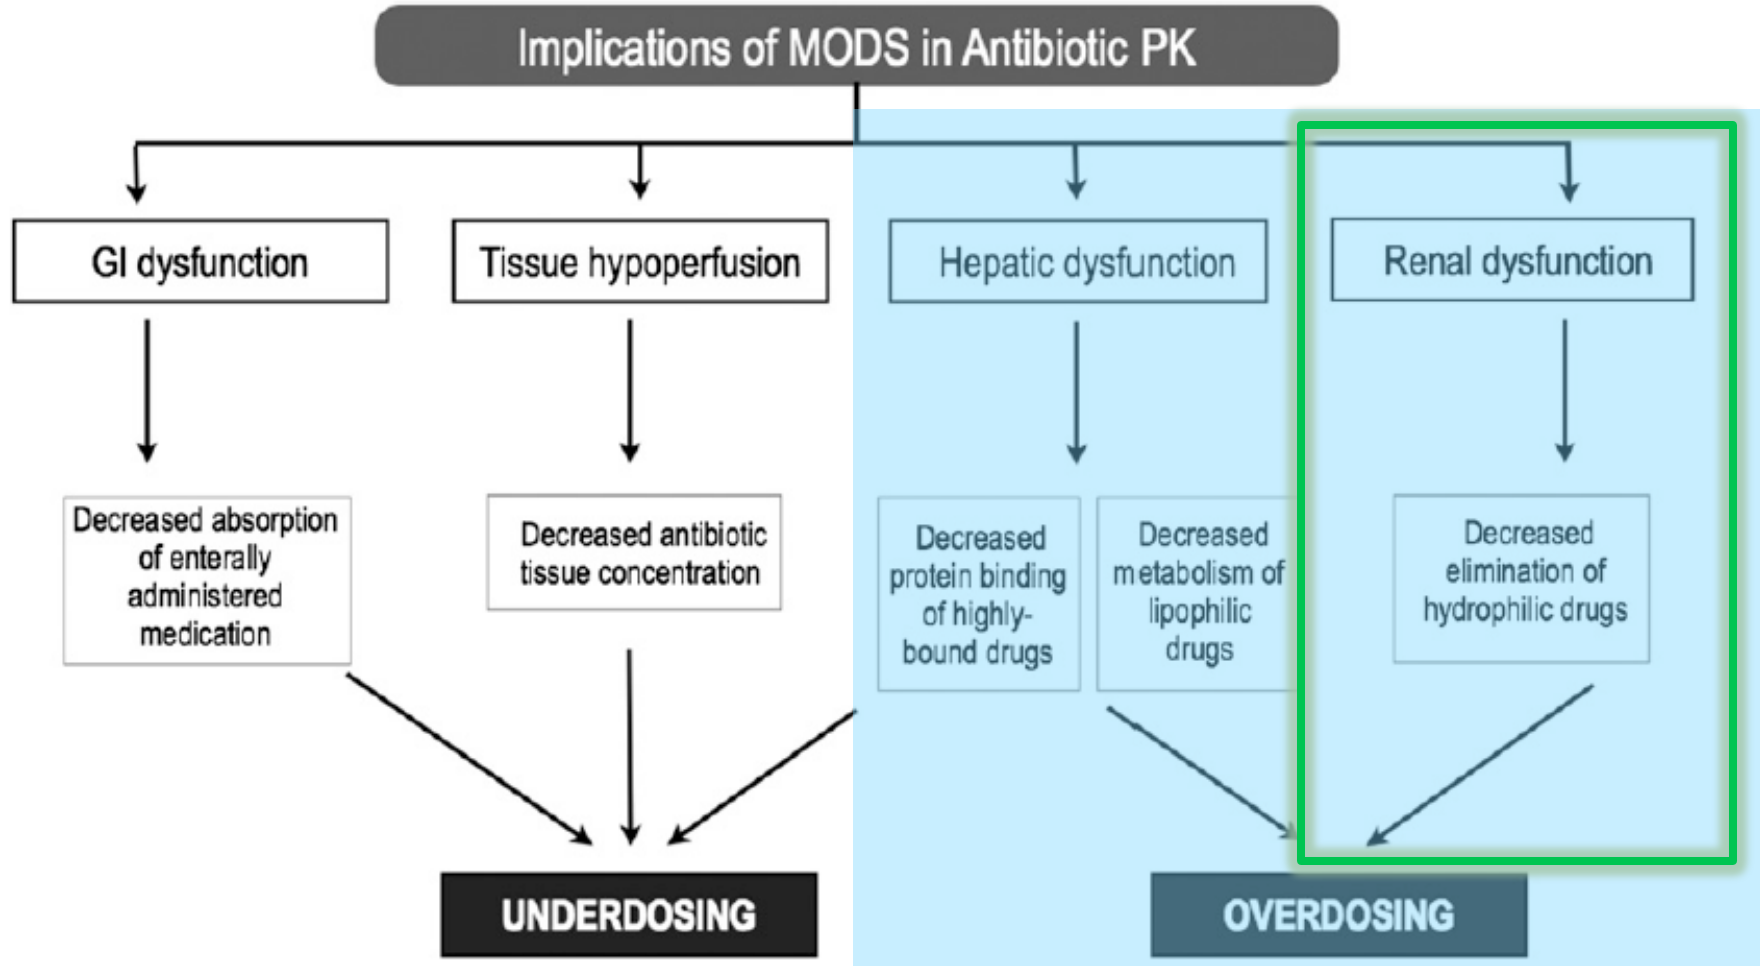 Implications of MODS in Antibiotic PK
GI dysfunction
Tissue hypoperfusion
Hepatic dysfunction
Renal dysfunction
Decreased absorption
of enterally
administered
medication
Decreased antibiotic
tissue concentration
Decreased
protein binding
of highly-
bound drugs
Decreased
metabolism of
lipophilic
drugs
Decreased
elimination of
hydrophilic drugs
UNDERDOSING
OVERDOSING